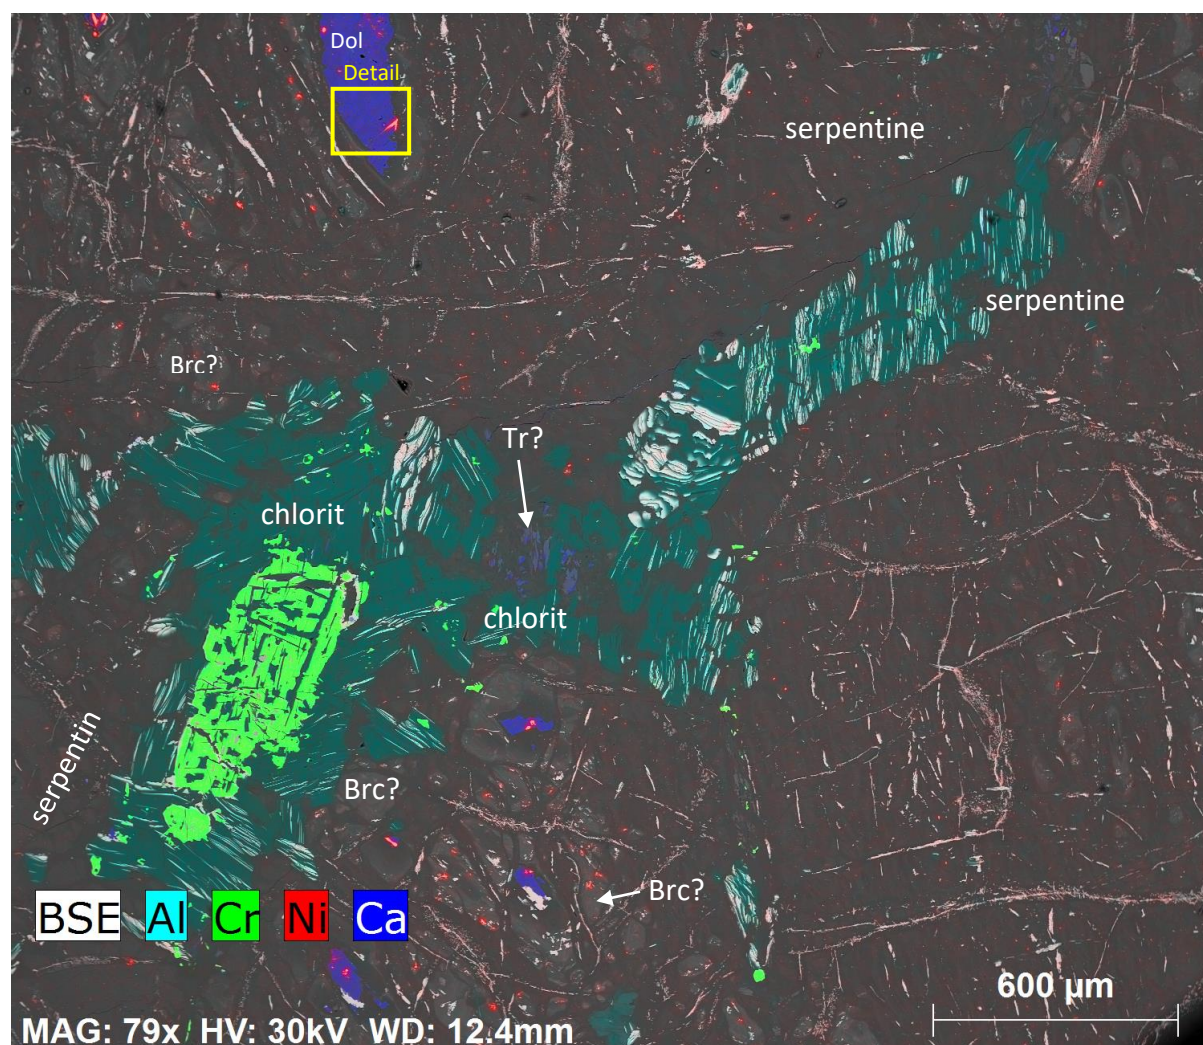 Dol
Detail
serpentine
serpentine
Brc?
Tr?
chlorit
chlorit
serpentin
Brc?
Brc?
BSE Al Cr Ni Ca
600 µm
MAG: 79x HV: 30kV WD: 12.4mm